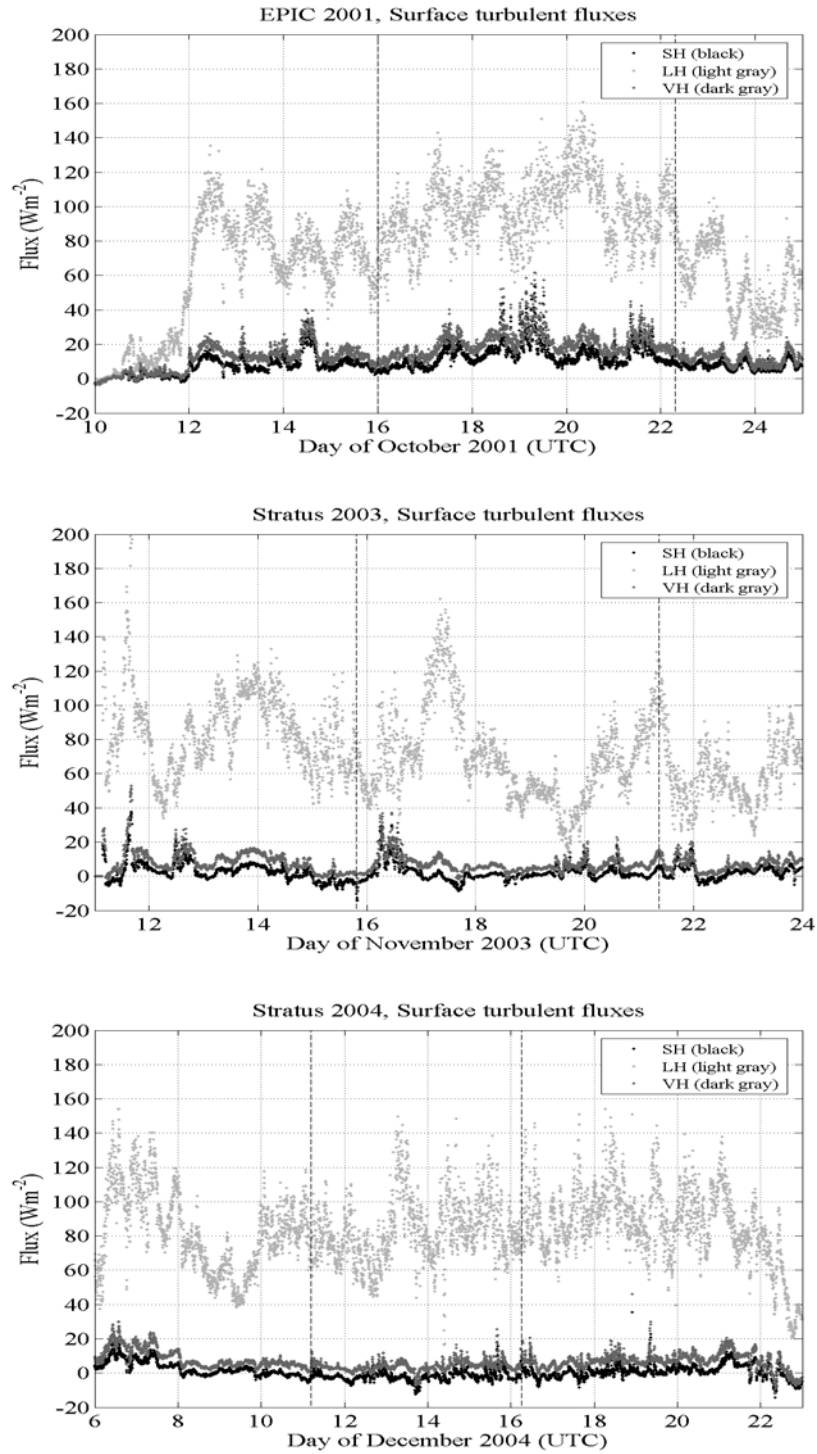 EPIC 2001, Surface turbulent fluxes
200
180
160
140
120
100
80
60
40
20
0
-20
Flux (Wm-2)
SH (black)
LH (light gray)
VH (dark gray)
10 12 14 16 18 20 22 24
Day of October 2001 (UTC)
Stratus 2003, Surface turbulent fluxes
200
180
160
140
120
100
80
60
40
20
0
-20
Flux (Wm-2)
SH (black)
LH (light gray)
VH (dark gray)
12 14 16 18 20 22 24
Day of November 2003 (UTC)
Stratus 2004, Surface turbulent fluxes
200
180
160
140
120
100
80
60
40
20
0
-20
Flux (Wm-2)
SH (black)
LH (light gray)
VH (dark gray)
6 8 10 12 14 16 18 20 22
Day of December 2004 (UTC)